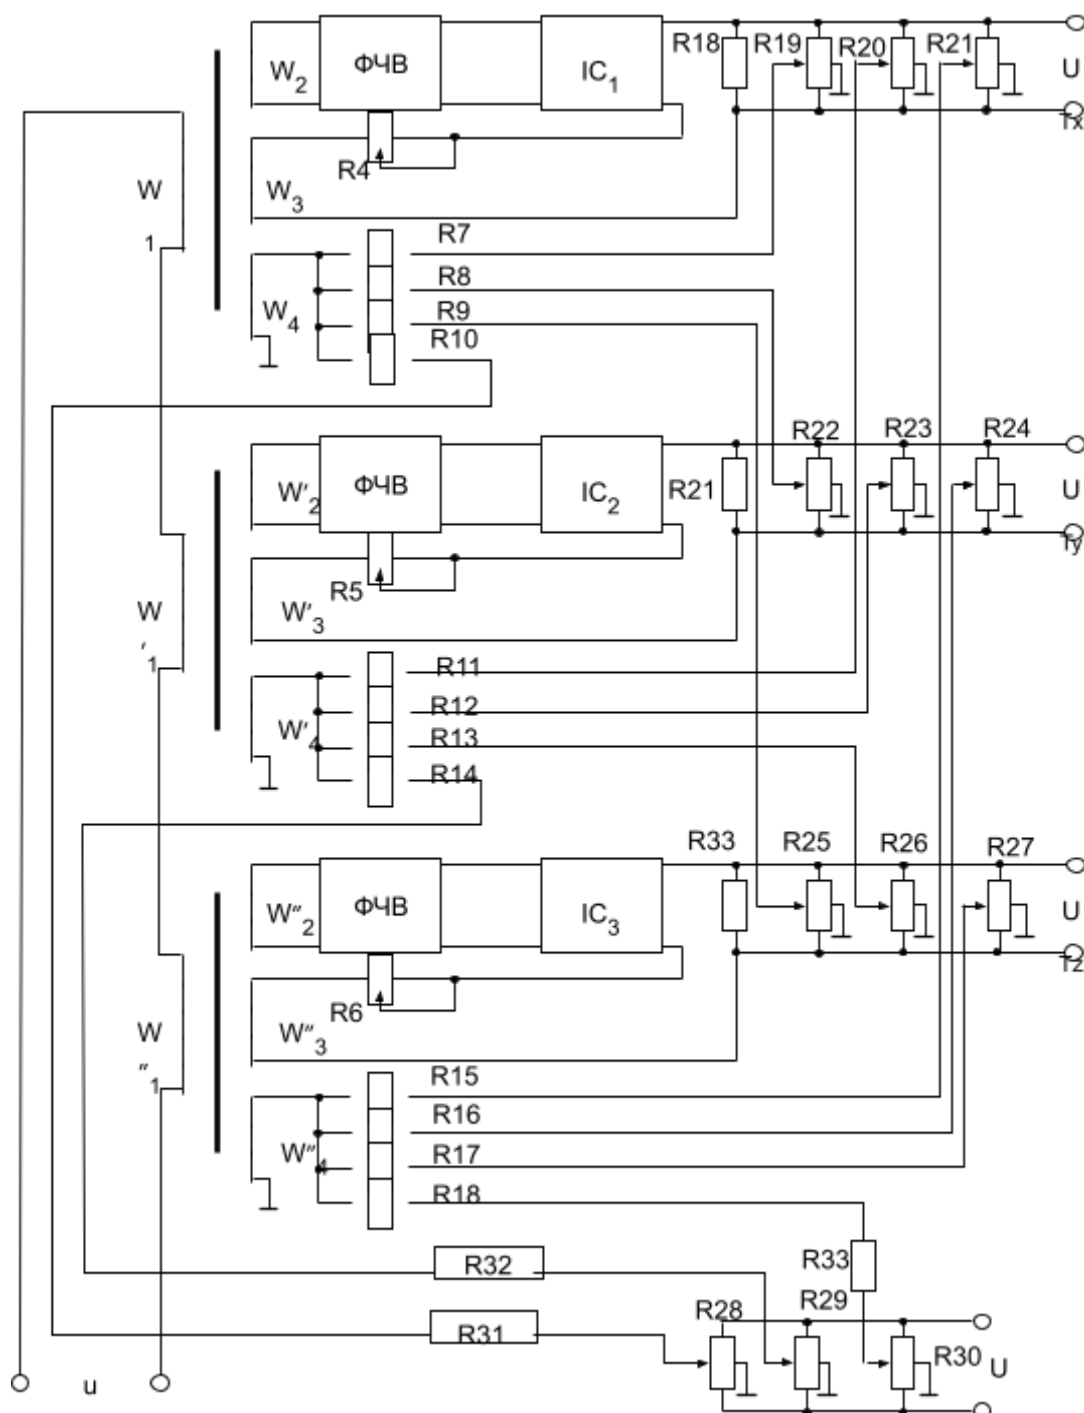 R18 R19 R20 R21
W2 ФЧВ IC1 U
Tx
R4
W W3
1
R7
R8
W4 R9
R10
R22 R23 R24
W'2 ФЧВ IC2 R21 U
Ty
R5
W W'3
'1
R11
R12
W'4 R13
R14
R33 R25 R26 R27
W"2 ФЧВ IC3 U
Tz
R6
W W"3
"1
R15
R16
W"4 R17
R18
R32 R33
R28 R29
R31
R30 U
u